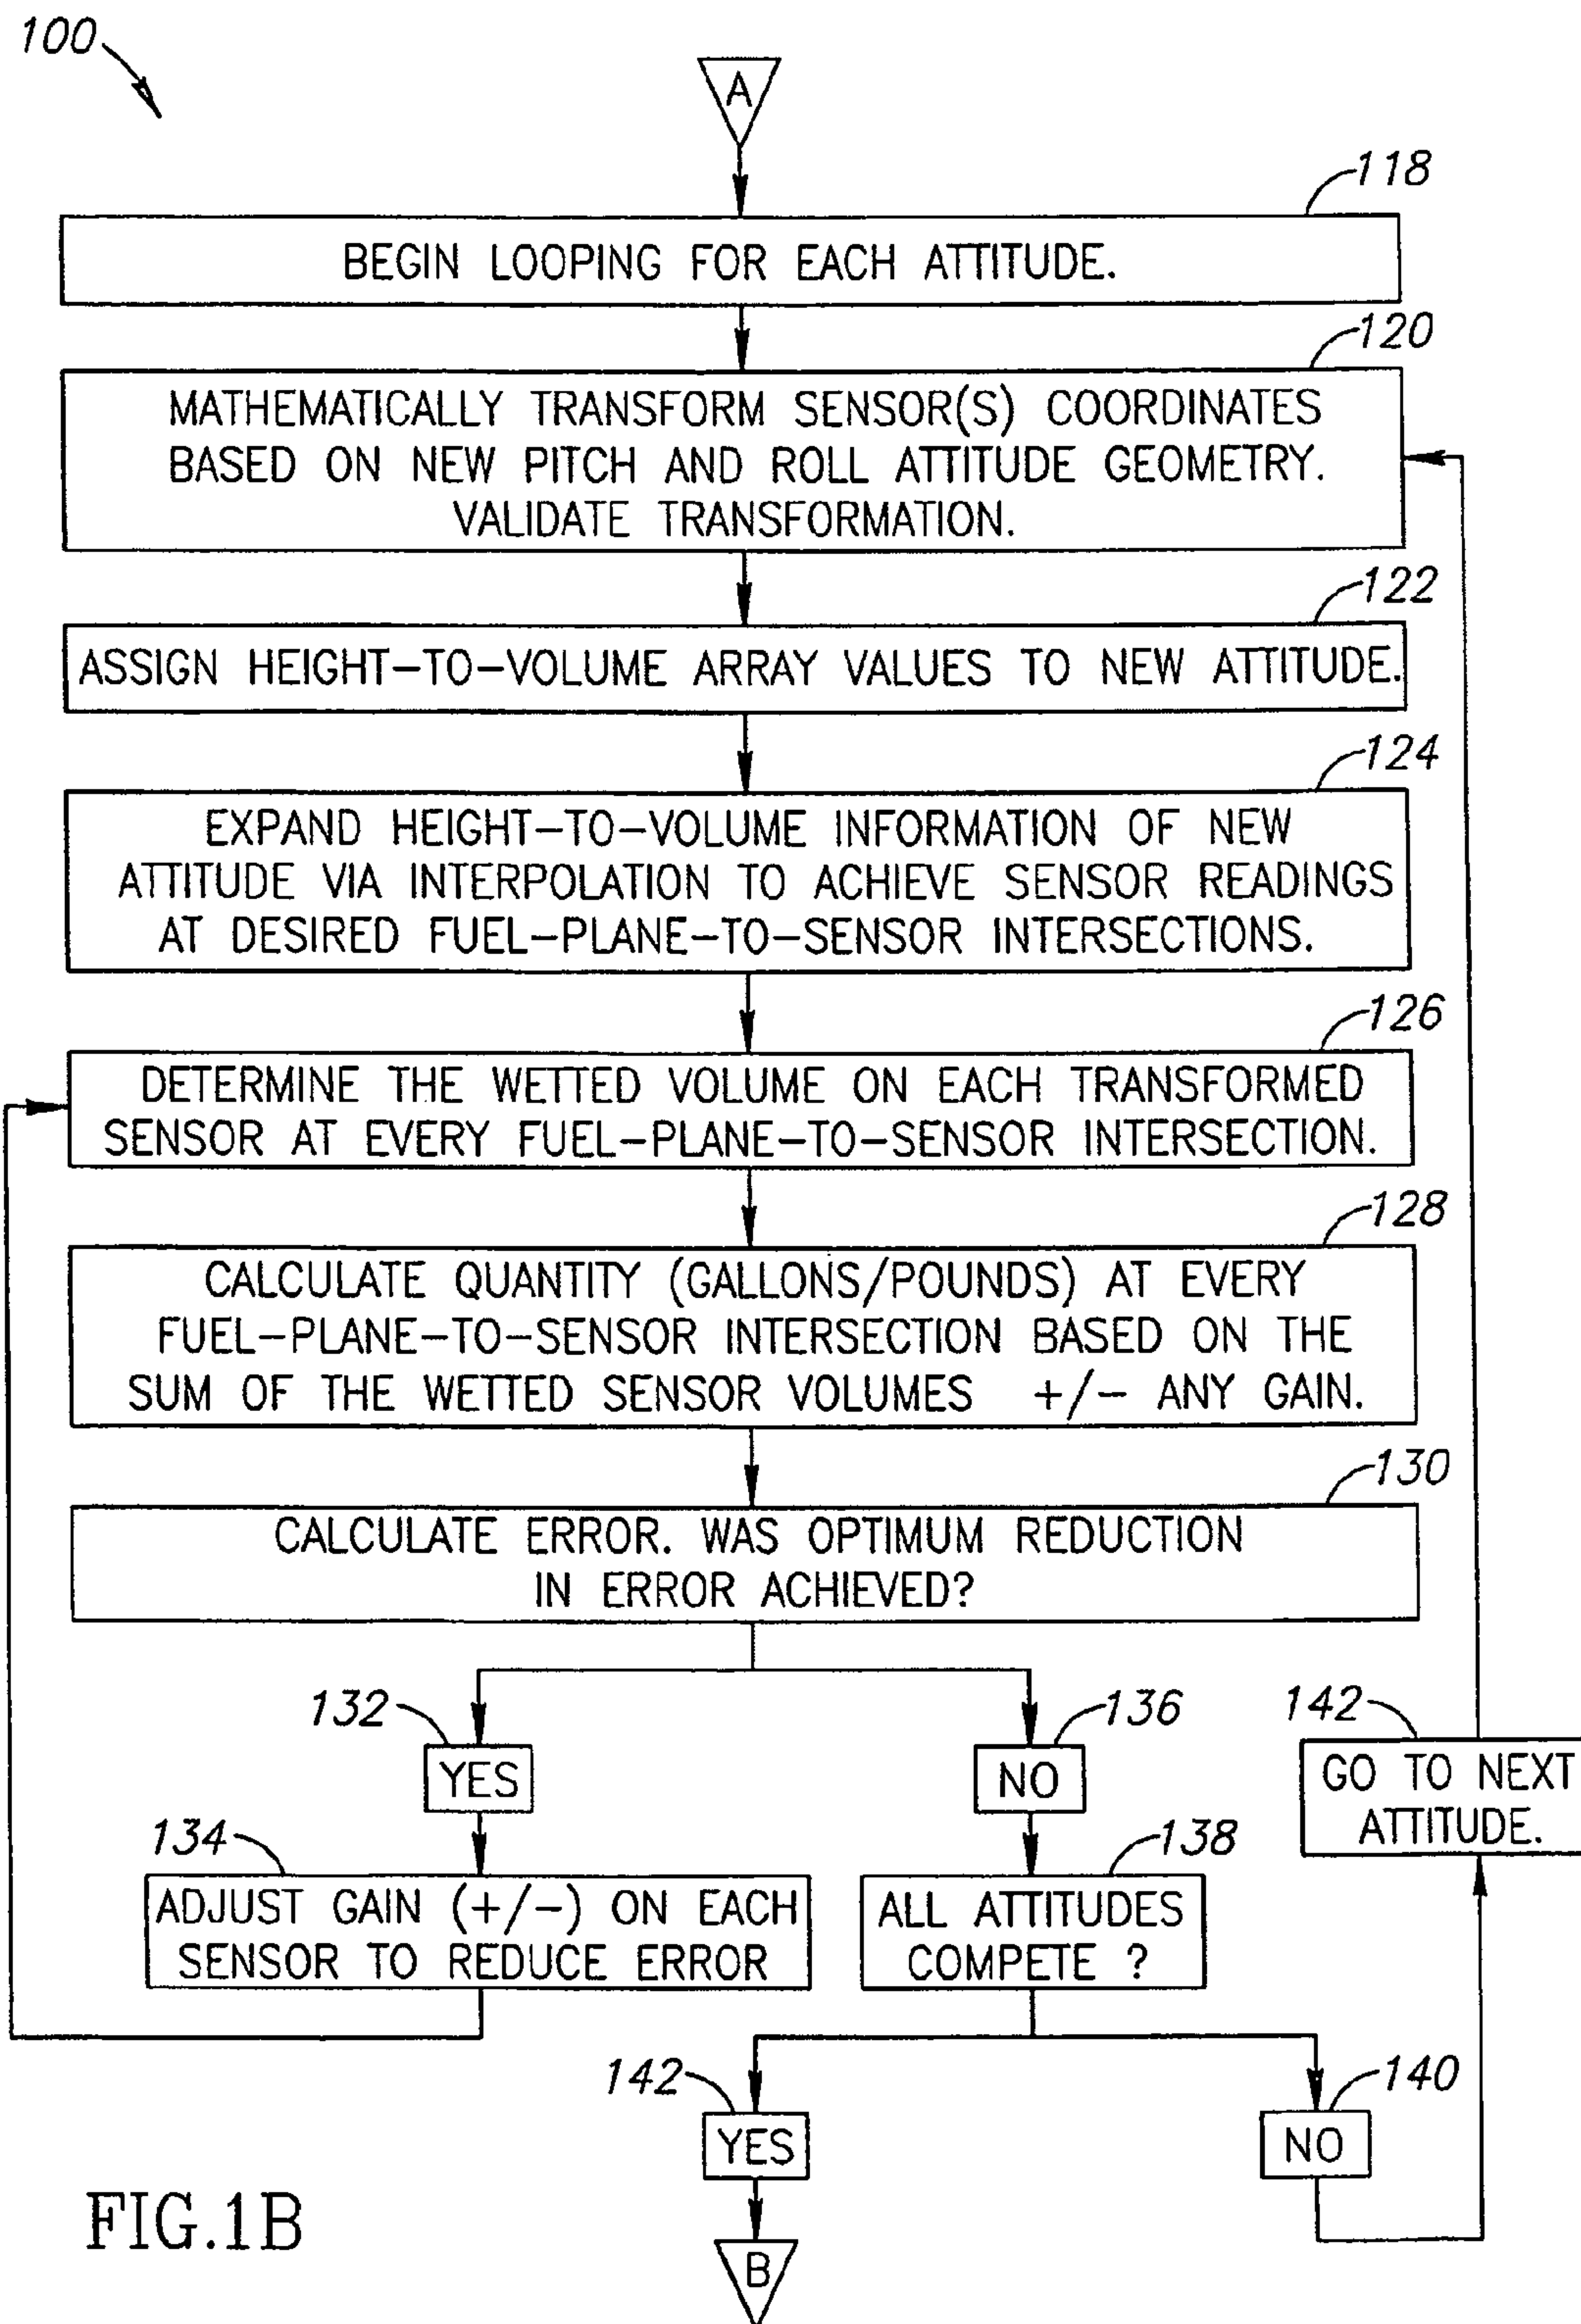 100
A
118
BEGIN LOOPING FOR EACH ATTITUDE.
120
MATHEMATICALLY TRANSFORM SENSOR(S) COORDINATES
BASED ON NEW PITCH AND ROLL ATTITUDE GEOMETRY.
VALIDATE TRANSFORMATION.
122
ASSIGN HEIGHT-TO-VOLUME ARRAY VALUES TO NEW ATTITUDE.
124
EXPAND HEIGHT-TO-VOLUME INFORMATION OF NEW
ATTITUDE VIA INTERPOLATION TO ACHIEVE SENSOR READINGS
AT DESIRED FUEL-PLANE-TO-SENSOR INTERSECTIONS.
126
DETERMINE THE WETTED VOLUME ON EACH TRANSFORMED
SENSOR AT EVERY FUEL-PLANE-TO-SENSOR INTERSECTION.
128
CALCULATE QUANTITY (GALLONS/POUNDS) AT EVERY
FUEL-PLANE-TO-SENSOR INTERSECTION BASED ON THE
SUM OF THE WETTED SENSOR VOLUMES +/- ANY GAIN.
130
CALCULATE ERROR. WAS OPTIMUM REDUCTION
IN ERROR ACHIEVED?
132
YES
136
NO
142
GO TO NEXT
ATTITUDE.
134
ADJUST GAIN (+/-) ON EACH
SENSOR TO REDUCE ERROR
138
ALL ATTITUDES
COMPETE ?
142
YES
140
NO
B
FIG.1B